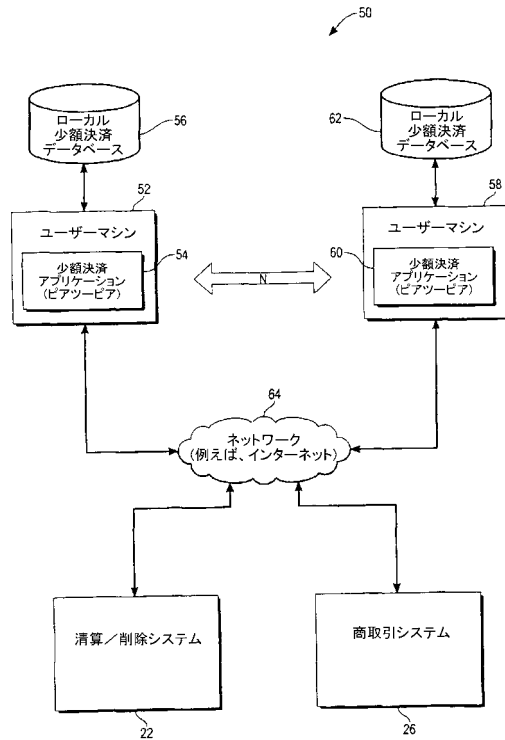 50
ローカル
少額決済
データベース
56
62
ローカル
少額決済
データベース
52
58
ユーザーマシン
ユーザーマシン
少額決済
アプリケーション
(ピアツーピア)
54
N
60
少額決済
アプリケーション
(ピアツーピア)
64
ネットワーク
(例えば、インターネット)
清算／削除システム
商取引システム
22
26